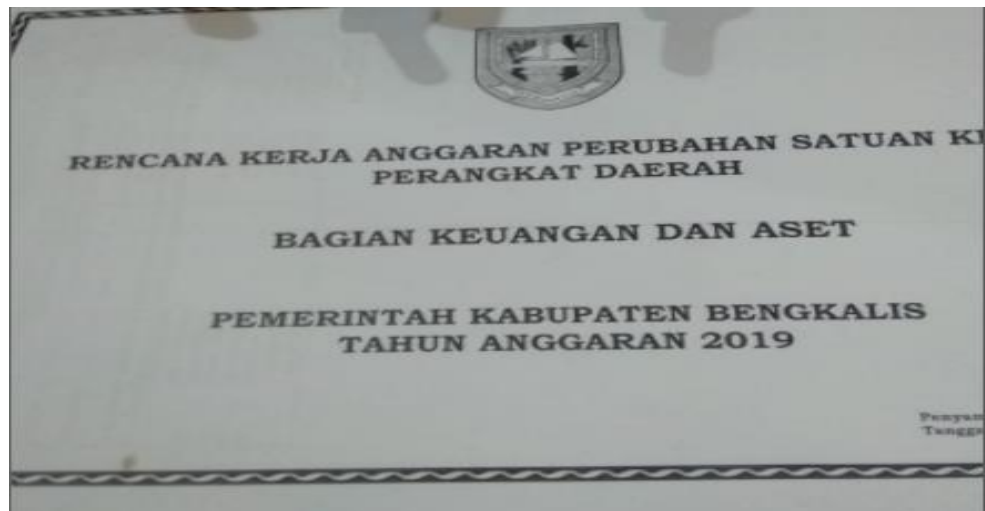 RENCANA KERJA ANGGARAN PERUBAHAN SATUAN
PERANGKAT DAERAH
BAGIAN KEUANGAN DAN ASET
PEMERINTAH KABUPATEN BENGKALIS
TAHUN ANGGARAN 2019